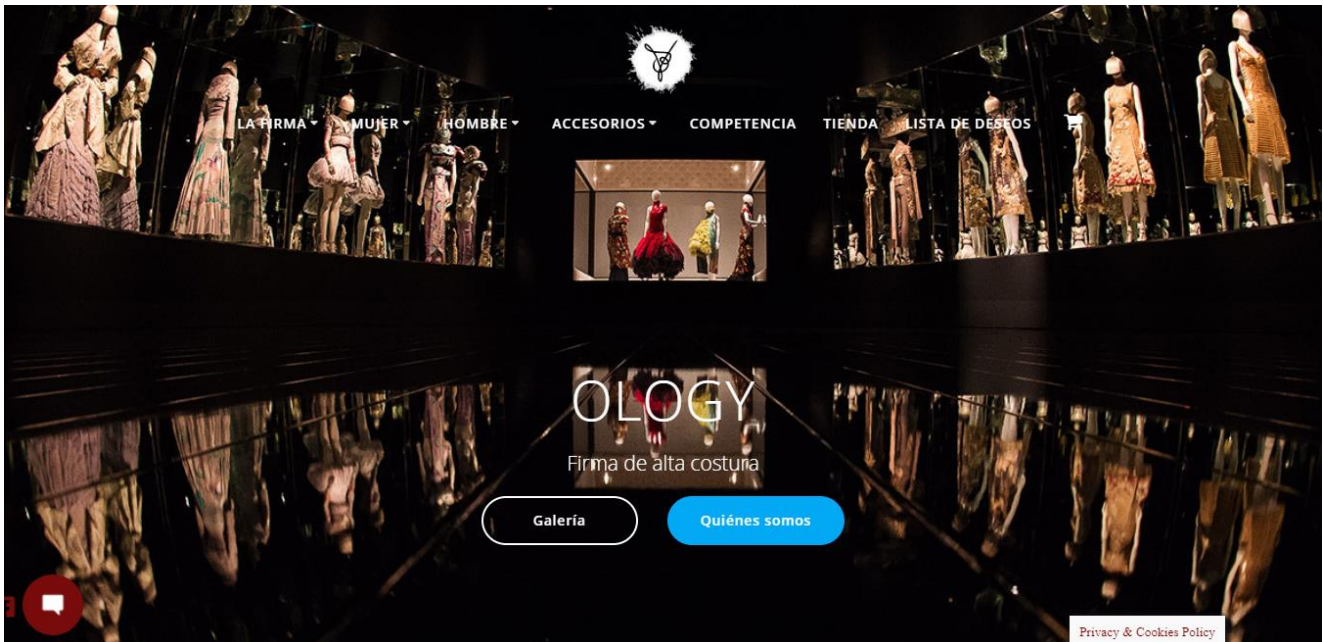 LA FIRMA MUJER HOMBRE ACCESORIOS COMPETENCIA TIENDA LISTA DE DESEOS
OLOGY
Firma de alta costura
Galería Quiénes somos
Privacy & Cookies Policy